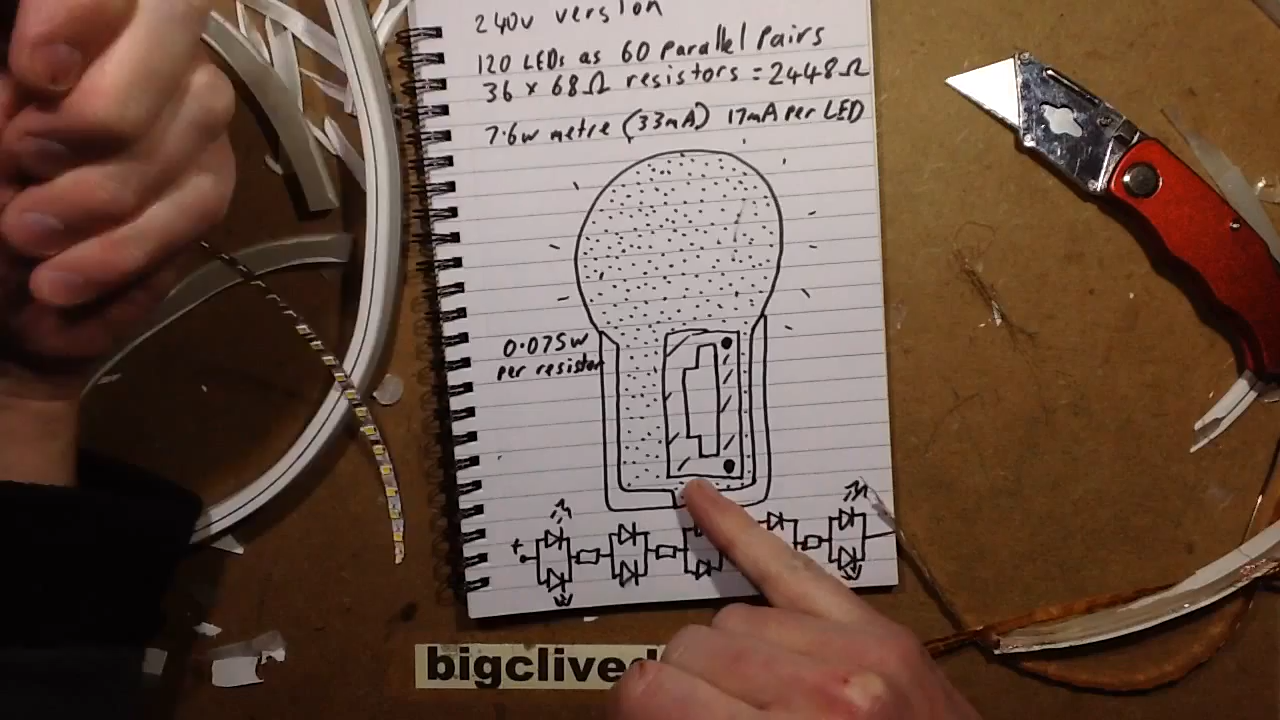 240v version
120 LEDs as 60 parallel pairs
36 x 68Ω resistors = 2448Ω
7.6w metre (33mA) 17mA per LED
0.075w
per resistor
+
bigclived